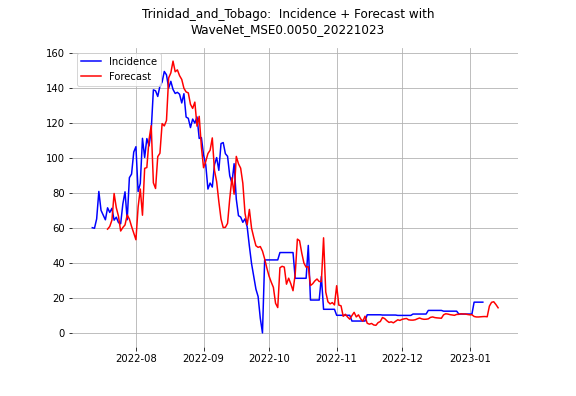 Trinidad_and_Tobago:  Incidence + Forecast with
WaveNet_MSE0.0050_20221023
Incidence
Forecast
160
140
120
100
80
60
40
20
0
2022-08 2022-09 2022-10 2022-11 2022-12 2023-01